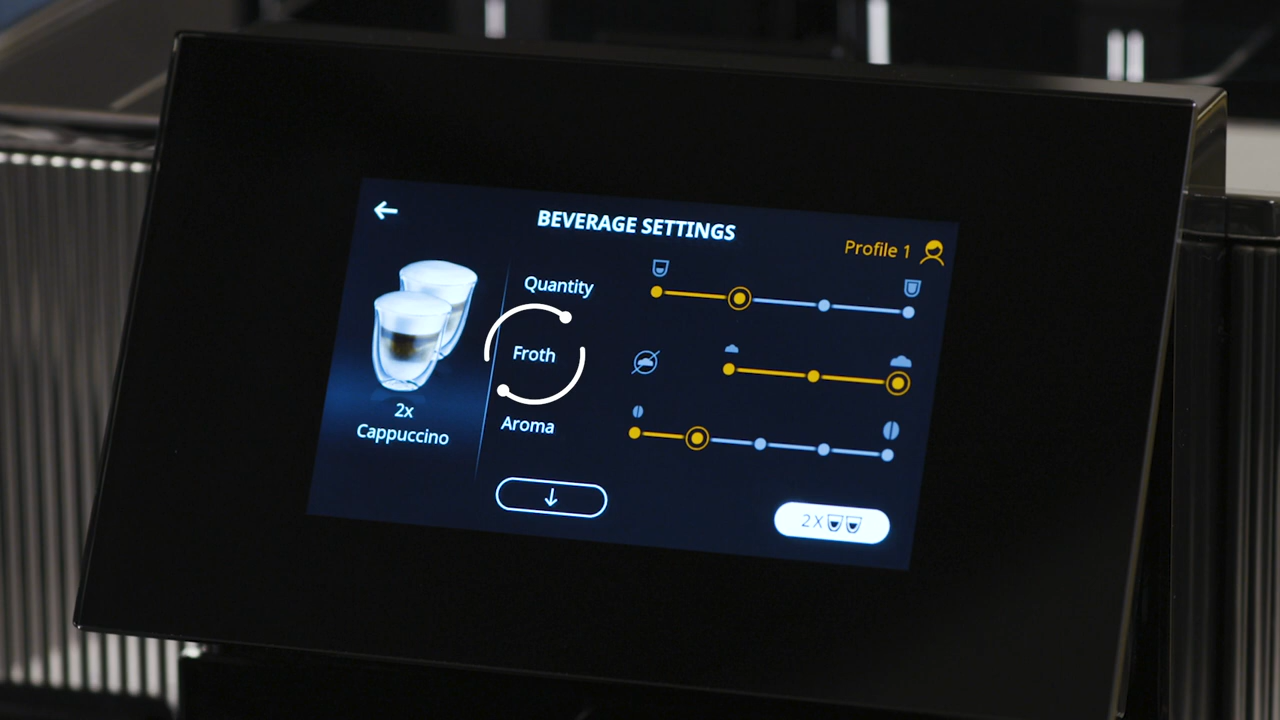 BEVERAGE SETTINGS
Profile 1
Quantity
Froth
Aroma
2x
Cappuccino
2X